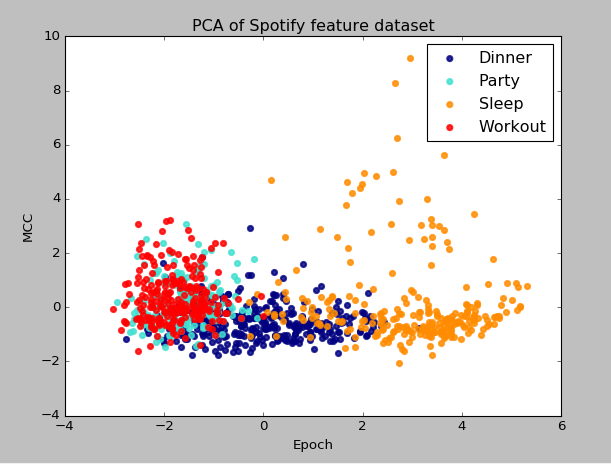 PCA of Spotify feature dataset
10
8
6
4
2
0
−2
−4
MCC
Dinner
Party
Sleep
Workout
−4 −2 0 2 4 6
Epoch